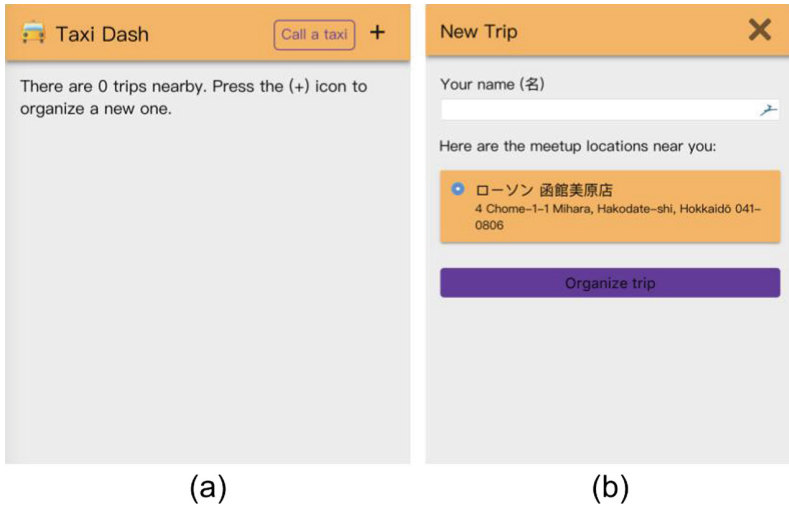 Taxi Dash
Call a taxi +
There are 0 trips nearby. Press the (+) icon to
organize a new one.
(a)
New Trip
Your name (名)
Here are the meetup locations near you:
ローソン 函館美原店
4 Chome-1-1 Mihara, Hakodate-shi, Hokkaidō 041-
0806
Organize trip
(b)